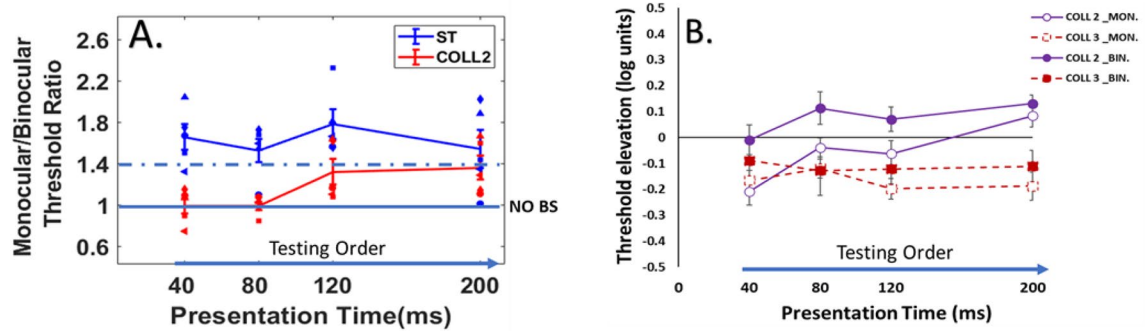 A.
ST
COLL2
Monocular/Binocular
Threshold Ratio
2.6
2.2
1.8
1.4
1
0.6
NO BS
Testing Order
40
80
120
200
Presentation Time(ms)
B.
COLL 2 _MON.
COLL 3 _MON.
COLL 2 _BIN.
COLL 3 _BIN.
Threshold elevation (log units)
0.5
0.4
0.3
0.2
0.1
0
-0.1
-0.2
-0.3
-0.4
-0.5
Testing Order
0
40
80
120
200
Presentation Time (ms)